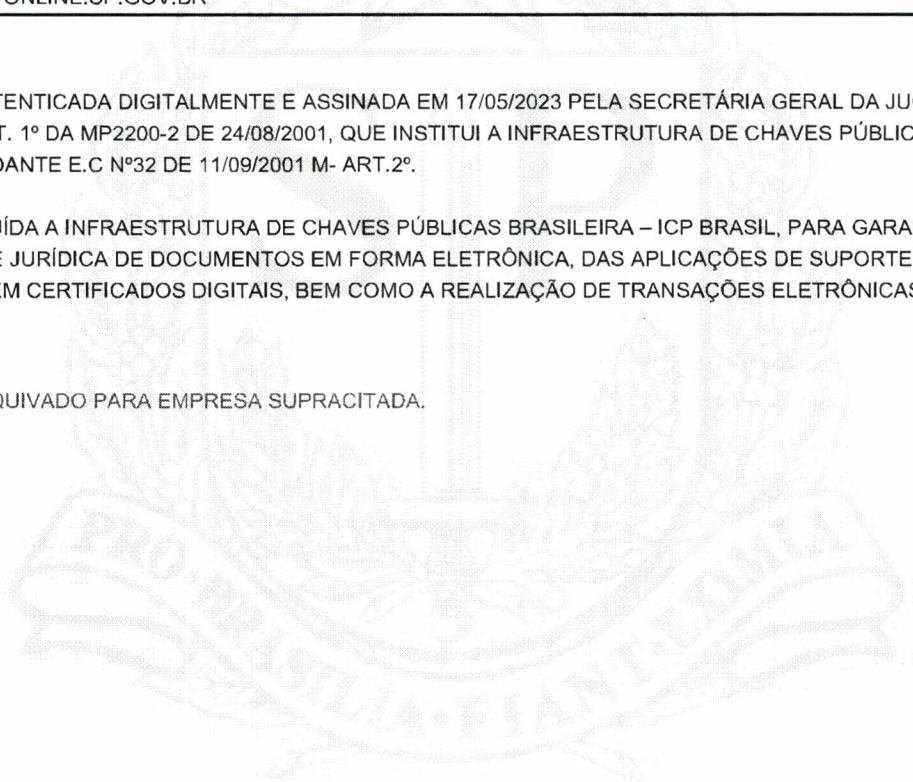 ONLINE.SP.GOV.BR
TENTICADA DIGITALMENTE E ASSINADA EM 17/05/2023 PELA SECRETÁRIA GERAL DA JU
T. 1º DA MP2200-2 DE 24/08/2001, QUE INSTITUI A INFRAESTRUTURA DE CHAVES PÚBLIC
DANTE E.C Nº32 DE 11/09/2001 M- ART.2º.
ÍDA A INFRAESTRUTURA DE CHAVES PÚBLICAS BRASILEIRA – ICP BRASIL, PARA GARA
E JURÍDICA DE DOCUMENTOS EM FORMA ELETRÔNICA, DAS APLICAÇÕES DE SUPORTE
EM CERTIFICADOS DIGITAIS, BEM COMO A REALIZAÇÃO DE TRANSAÇÕES ELETRÔNICAS
QUIVADO PARA EMPRESA SUPRACITADA.
SP
PRO·BRASILIA·FIANT·EXIMIA